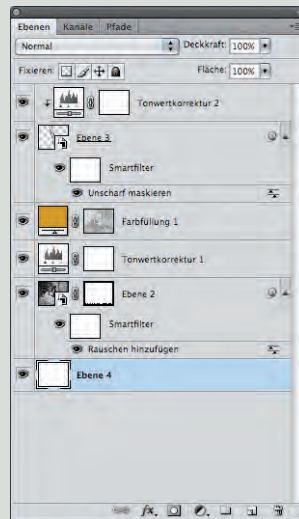 Ebenen Kanäle Pfade
Normal Deckkraft: 100%
Fixieren: Fläche: 100%
Tonwertkorrektur 2
Ebene 3
Smartfilter
Unscharf maskieren
Farbfüllung 1
Tonwertkorrektur 1
Ebene 2
Smartfilter
Rauschen hinzufügen
Ebene 4
fx.